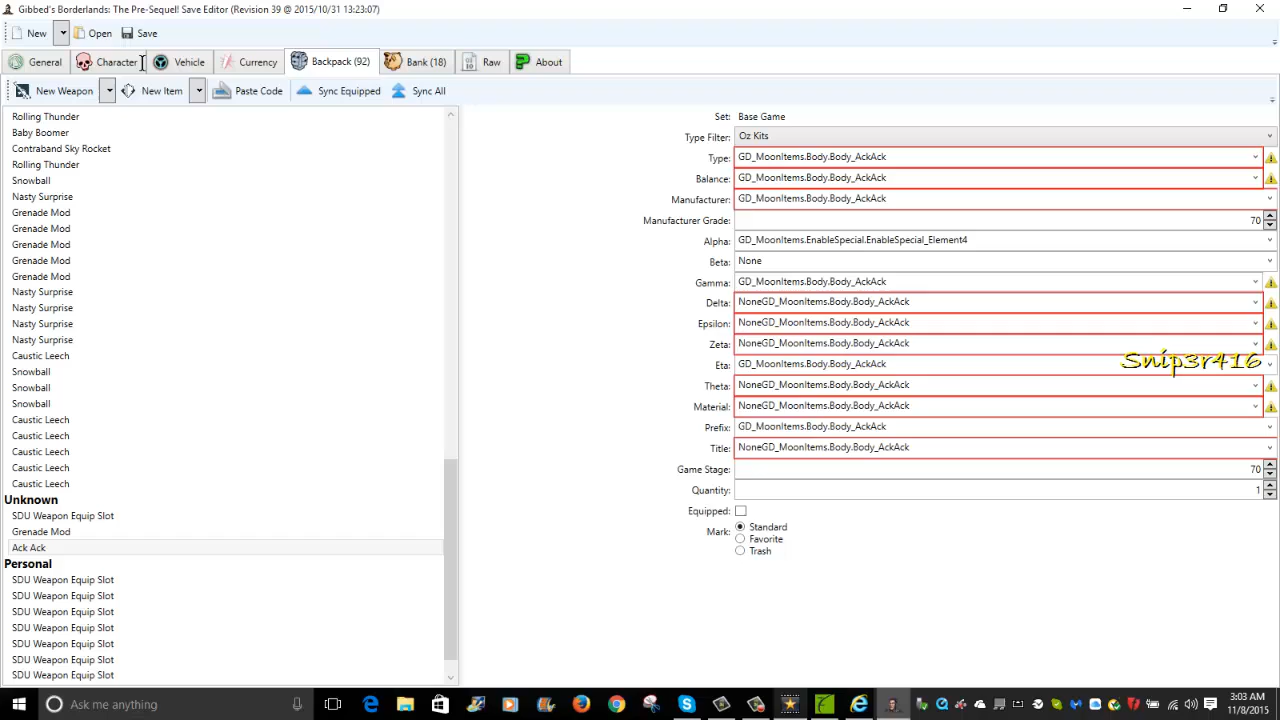 Gibbed's Borderlands: The Pre-Sequel! Save Editor (Revision 39 @ 2015/10/31 13:23:07)
New Open Save
General Character Vehicle Currency Backpack (92) Bank (18) Raw About
New Weapon New Item Paste Code Sync Equipped Sync All
Rolling Thunder
Baby Boomer
Contraband Sky Rocket
Rolling Thunder
Snowball
Nasty Surprise
Grenade Mod
Grenade Mod
Grenade Mod
Grenade Mod
Grenade Mod
Nasty Surprise
Nasty Surprise
Nasty Surprise
Nasty Surprise
Caustic Leech
Snowball
Snowball
Snowball
Caustic Leech
Caustic Leech
Caustic Leech
Caustic Leech
Caustic Leech
Unknown
SDU Weapon Equip Slot
Grenade Mod
Ack Ack
Personal
SDU Weapon Equip Slot
SDU Weapon Equip Slot
SDU Weapon Equip Slot
SDU Weapon Equip Slot
SDU Weapon Equip Slot
SDU Weapon Equip Slot
SDU Weapon Equip Slot
Set: Base Game
Type Filter: Oz Kits
Type: GD_MoonItems.Body.Body_AckAck
Balance: GD_MoonItems.Body.Body_AckAck
Manufacturer: GD_MoonItems.Body.Body_AckAck
Manufacturer Grade: 70
Alpha: GD_MoonItems.EnableSpecial.EnableSpecial_Element4
Beta: None
Gamma: GD_MoonItems.Body.Body_AckAck
Delta: NoneGD_MoonItems.Body.Body_AckAck
Epsilon: NoneGD_MoonItems.Body.Body_AckAck
Zeta: NoneGD_MoonItems.Body.Body_AckAck
Snip3r416
Eta: GD_MoonItems.Body.Body_AckAck
Theta: NoneGD_MoonItems.Body.Body_AckAck
Material: NoneGD_MoonItems.Body.Body_AckAck
Prefix: GD_MoonItems.Body.Body_AckAck
Title: NoneGD_MoonItems.Body.Body_AckAck
Game Stage: 70
Quantity: 1
Equipped:
Mark: Standard
Favorite
Trash
Ask me anything
3:03 AM
11/8/2015